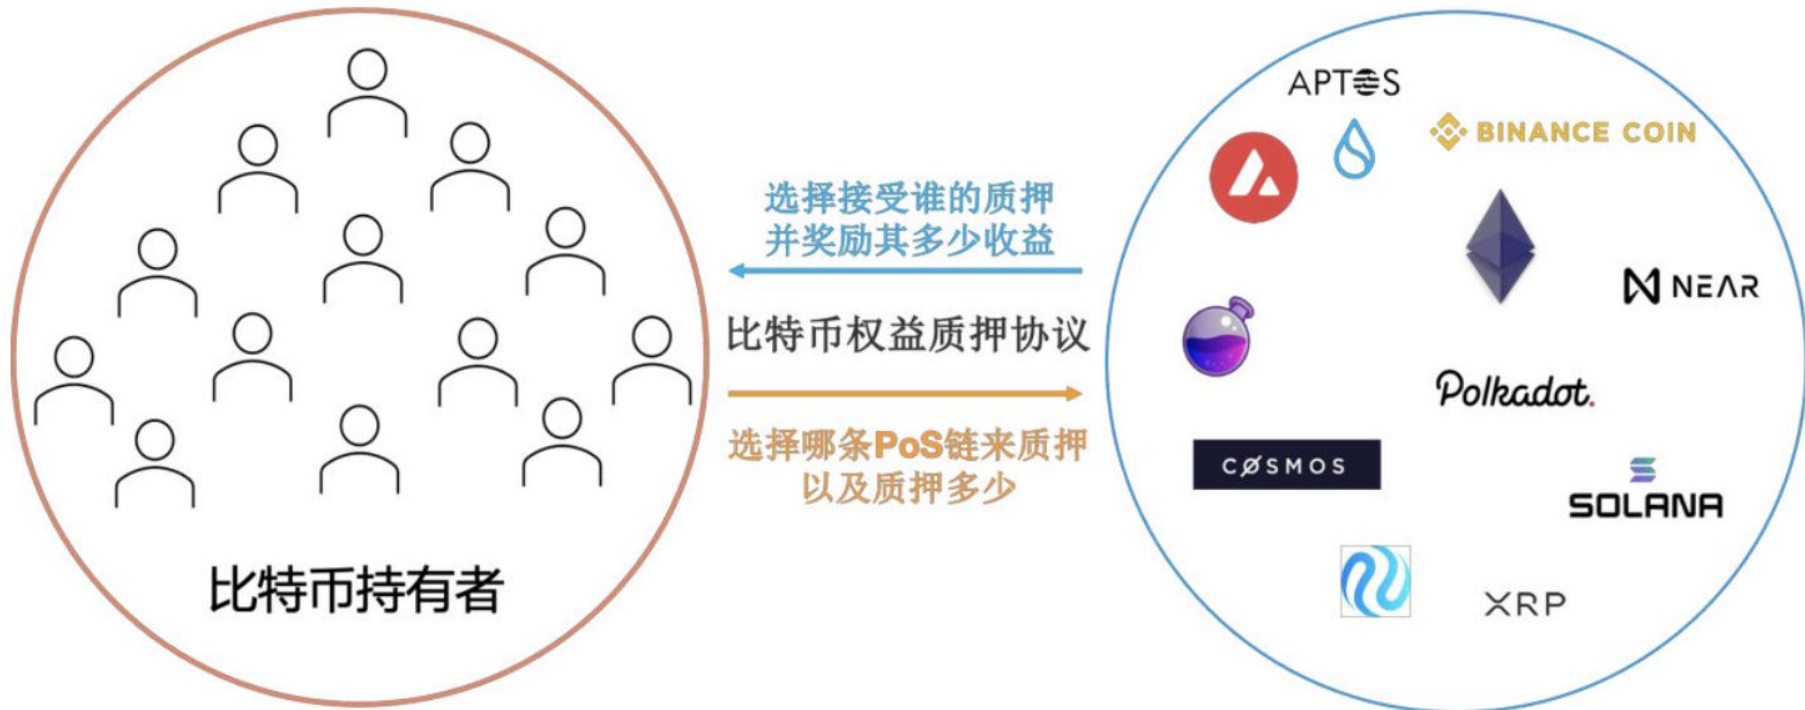 比特币持有者
选择接受谁的质押
并奖励其多少收益
比特币权益质押协议
选择哪条PoS链来质押
以及质押多少
APTOS
BINANCE COIN
NEAR
Polkadot.
COSMOS
SOLANA
XRP